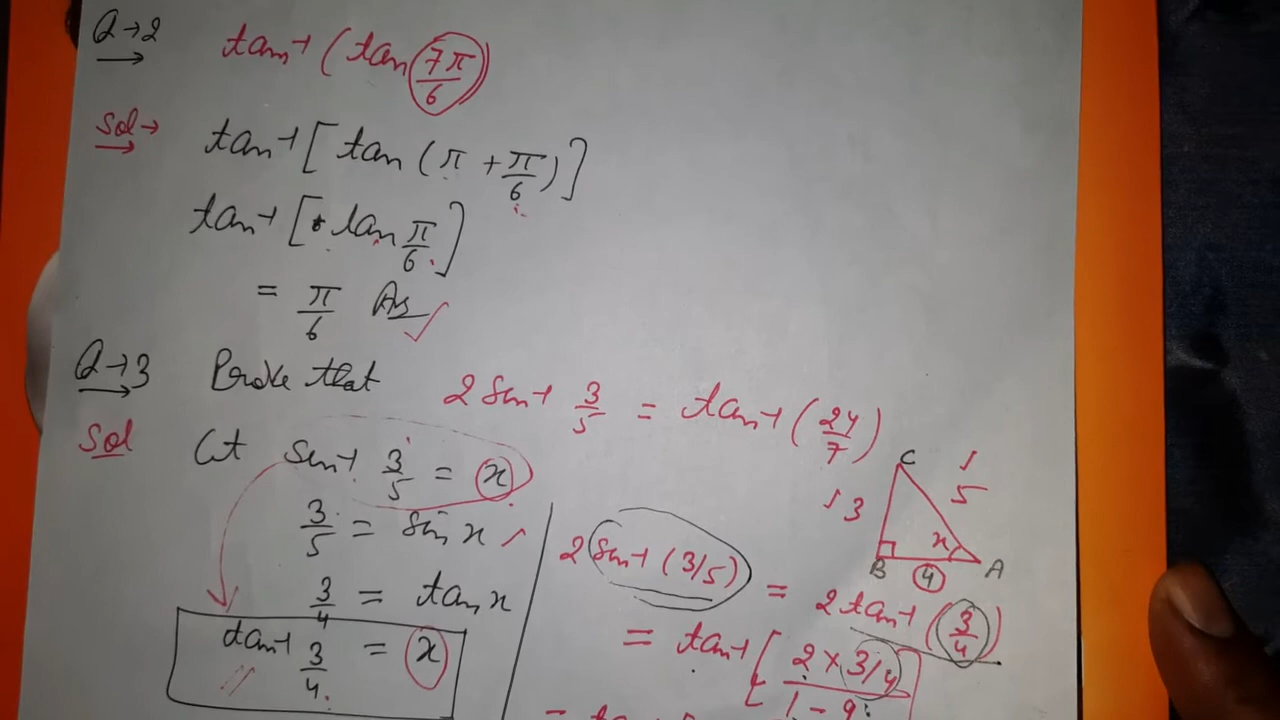 Q→2 tan⁻¹ (tan 7π/6)
Sol→ tan⁻¹ [tan (π + π/6)]
tan⁻¹ [tan π/6]
= π/6 Ans ✓
Q→3 Prove that 2 sin⁻¹ 3/5 = tan⁻¹ (24/7)
Sol Let sin⁻¹ 3/5 = x
3/5 = sin x
3/4 = tan x
tan⁻¹ 3/4 = x
C
3
5
x
B
4
A
2 sin⁻¹ (3/5) = 2 tan⁻¹ (3/4)
= tan⁻¹ [2 × 3/4 / 1 - 9